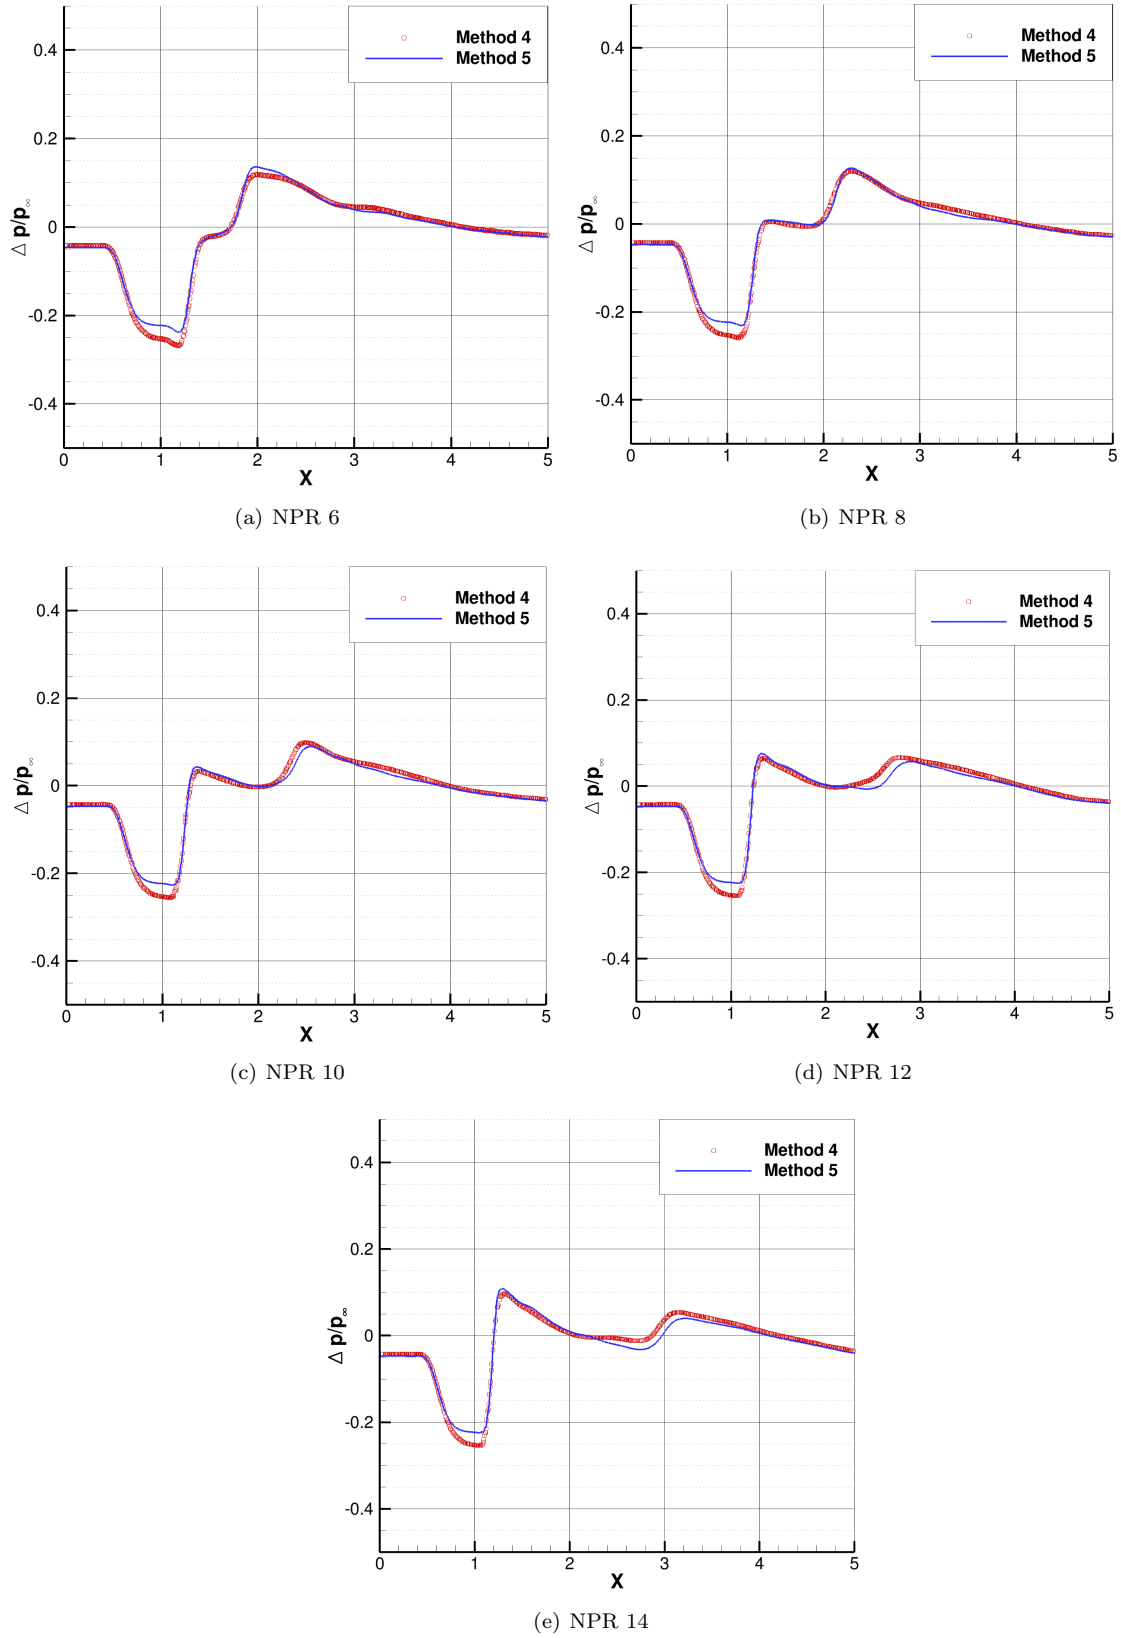 Method 4
Method 5
0.4
0.2
0
-0.2
-0.4
△ p/p∞
0 1 2 3 4 5
X
(a) NPR 6
Method 4
Method 5
0.4
0.2
0
-0.2
-0.4
△ p/p∞
0 1 2 3 4 5
X
(b) NPR 8
Method 4
Method 5
0.4
0.2
0
-0.2
-0.4
△ p/p∞
0 1 2 3 4 5
X
(c) NPR 10
Method 4
Method 5
0.4
0.2
0
-0.2
-0.4
△ p/p∞
0 1 2 3 4 5
X
(d) NPR 12
Method 4
Method 5
0.4
0.2
0
-0.2
-0.4
△ p/p∞
0 1 2 3 4 5
X
(e) NPR 14